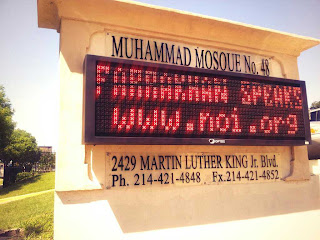 MUHAMMAD MOSQUE No. 48
FARRAKHAN SPEAKS
www.noi.org
2429 MARTIN LUTHER KING Jr. Blvd.
Ph. 214-421-4848 Fx.214-421-4852